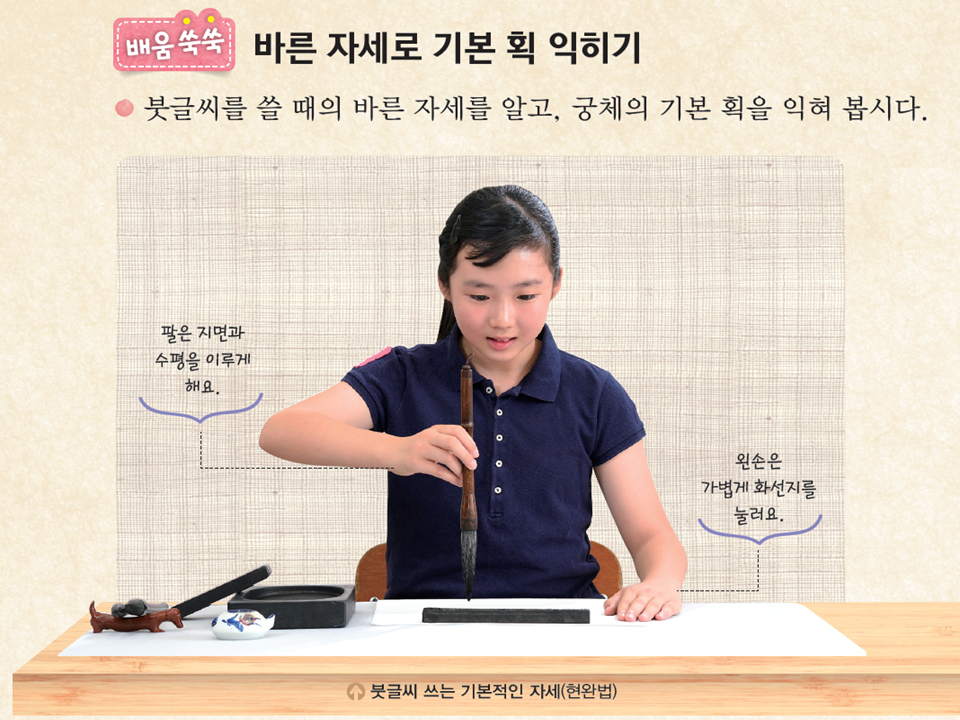 배움 쑥쑥
바른 자세로 기본 획 익히기
붓글씨를 쓸 때의 바른 자세를 알고, 궁체의 기본 획을 익혀 봅시다.
팔은 지면과
수평을 이루게
해요.
왼손은
가볍게 화선지를
눌러요.
붓글씨 쓰는 기본적인 자세(현완법)